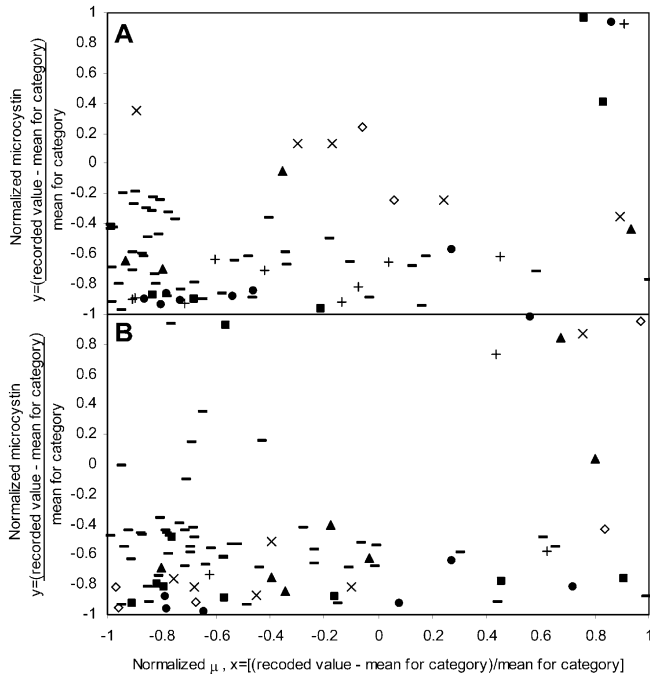 1
0.8
0.6
0.4
0.2
0
-0.2
-0.4
-0.6
-0.8
-1
A
Normalized microcystin
y=(recorded value - mean for category)
mean for category
B
0.8
0.6
0.4
0.2
0
-0.2
-0.4
-0.6
-0.8
-1
Normalized microcystin
y=(recorded value - mean for category)
mean for category
-1 -0.8 -0.6 -0.4 -0.2 0 0.2 0.4 0.6 0.8 1
Normalized μ , x=[(recoded value - mean for category)/mean for category]